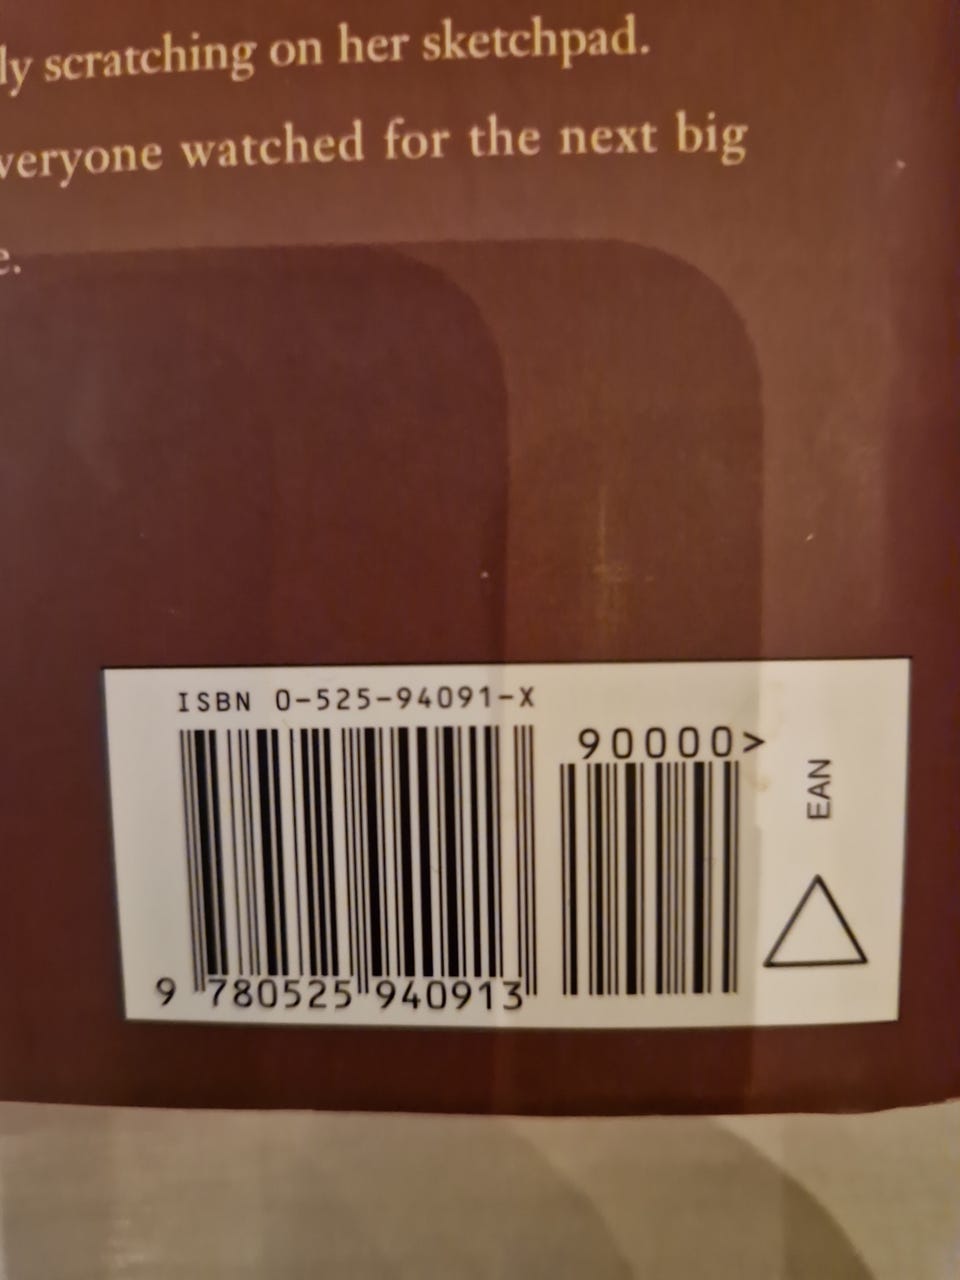 ly scratching on her sketchpad.
veryone watched for the next big
e.
ISBN 0-525-94091-X
90000>
EAN
9 780525 940913